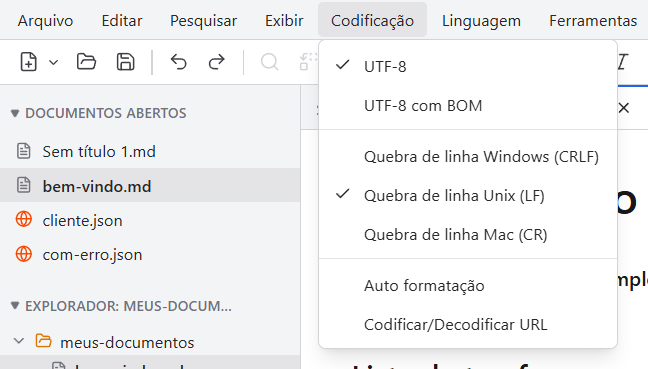 Arquivo Editar Pesquisar Exibir Codificação Linguagem Ferramentas
DOCUMENTOS ABERTOS
Sem título 1.md
bem-vindo.md
cliente.json
com-erro.json
EXPLORADOR: MEUS-DOCUM...
meus-documentos
UTF-8
UTF-8 com BOM
Quebra de linha Windows (CRLF)
Quebra de linha Unix (LF)
Quebra de linha Mac (CR)
Auto formatação
Codificar/Decodificar URL